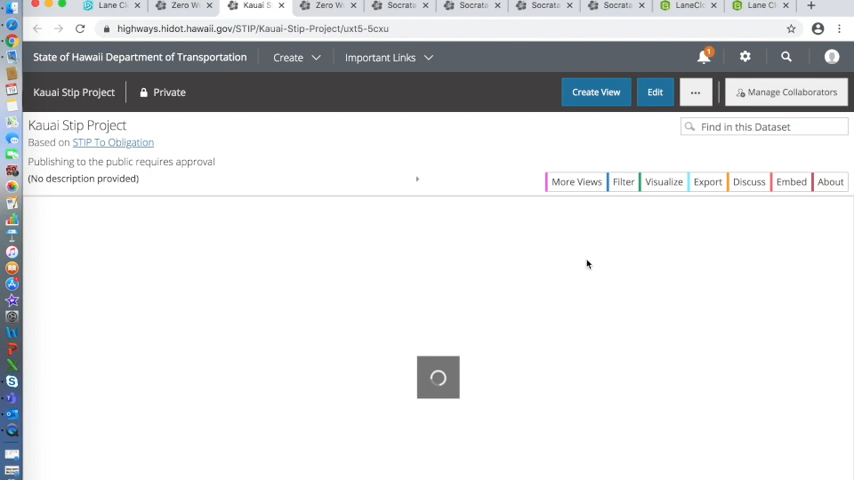 Lane Cl
Zero W
Kauai S
Zero W
Socrata
Socrata
Socrata
Socrata
LaneCl
Lane Cl
highways.hidot.hawaii.gov/STIP/Kauai-Stip-Project/uxt5-5cxu
State of Hawaii Department of Transportation
Create
Important Links
1
Kauai Stip Project
Private
Create View
Edit
...
Manage Collaborators
Kauai Stip Project
Find in this Dataset
Based on STIP To Obligation
Publishing to the public requires approval
(No description provided)
More Views
Filter
Visualize
Export
Discuss
Embed
About